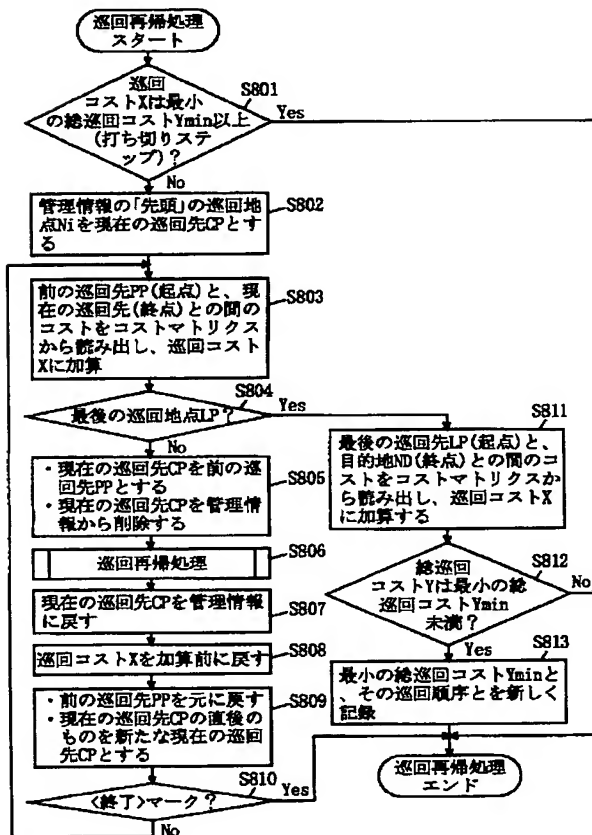 巡回再帰処理
スタート
巡回
コストXは最小
の総巡回コストYmin以上
(打ち切りステ
ップ)？
S801
Yes
No
管理情報の「先頭」の巡回地
点Niを現在の巡回先CPとす
る
S802
前の巡回先PP(起点)と、現
在の巡回先(終点)との間の
コストをコストマトリクス
から読み出し、巡回コスト
Xに加算
S803
最後の巡回地点LP？
S804
Yes
No
・現在の巡回先CPを前の巡
回先PPとする
・現在の巡回先CPを管理情
報から削除する
S805
巡回再帰処理
S806
現在の巡回先CPを管理情報
に戻す
S807
巡回コストXを加算前に戻す
S808
・前の巡回先PPを元に戻す
・現在の巡回先CPの直後の
ものを新たな現在の巡回
先CPとする
S809
<終了>マーク？
S810
Yes
No
最後の巡回先LP(起点)と、
目的地ND(終点)との間のコ
ストをコストマトリクスか
ら読み出し、巡回コストX
に加算する
S811
総巡回
コストYは最小の総
巡回コストYmin
未満？
S812
No
Yes
最小の総巡回コストYminと
、その巡回順序とを新しく
記録
S813
巡回再帰処理
エンド